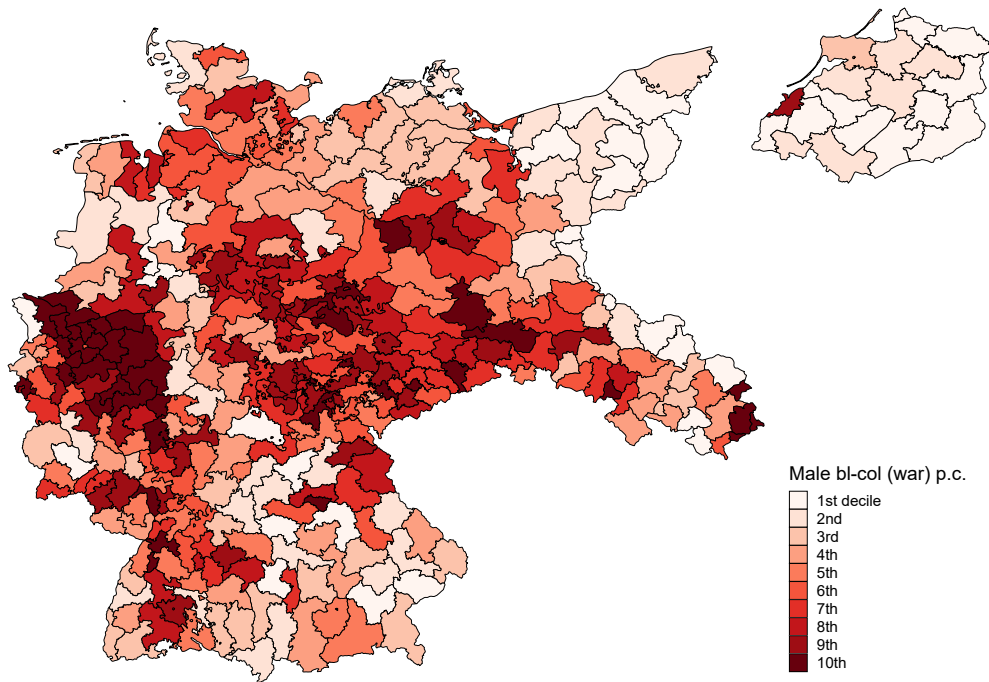 Male bl-col (war) p.c.
1st decile
2nd
3rd
4th
5th
6th
7th
8th
9th
10th